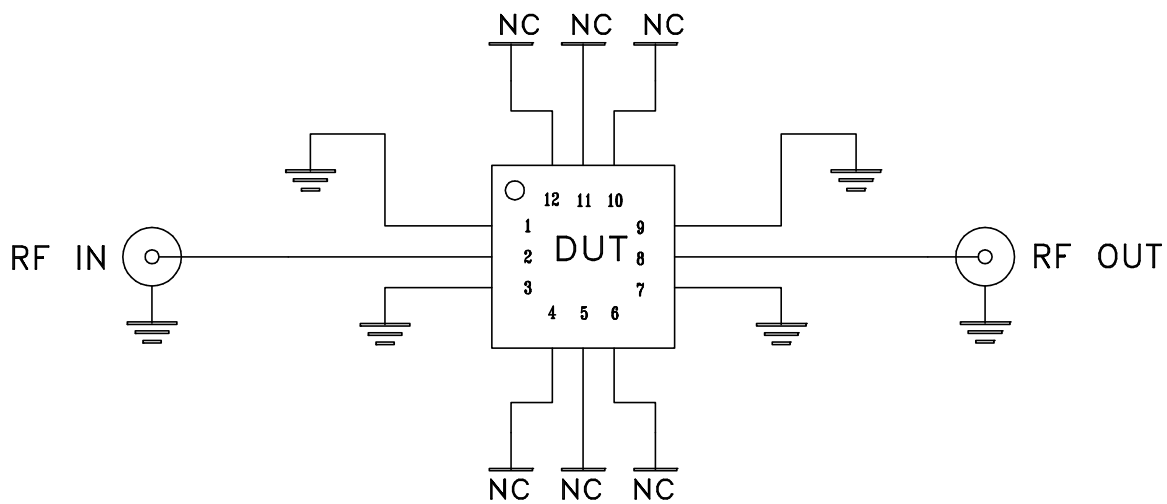 NC NC NC
12 11 10
1 9
RF IN 2 DUT 8 RF OUT
3 7
4 5 6
NC NC NC